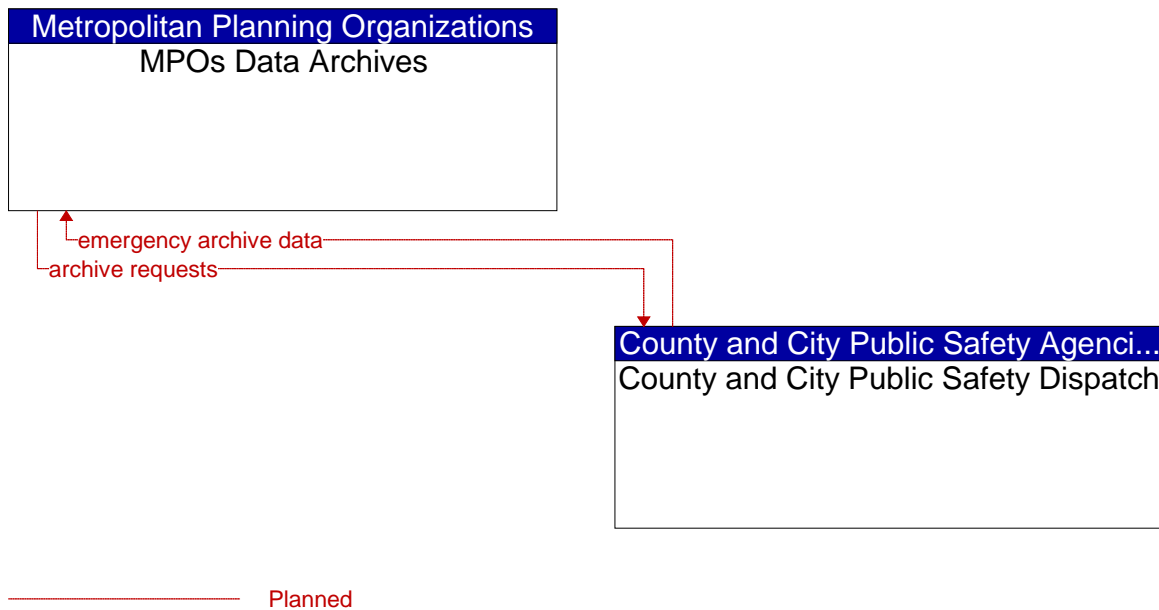 Metropolitan Planning Organizations
MPOs Data Archives
emergency archive data
archive requests
County and City Public Safety Agenci...
County and City Public Safety Dispatch
Planned